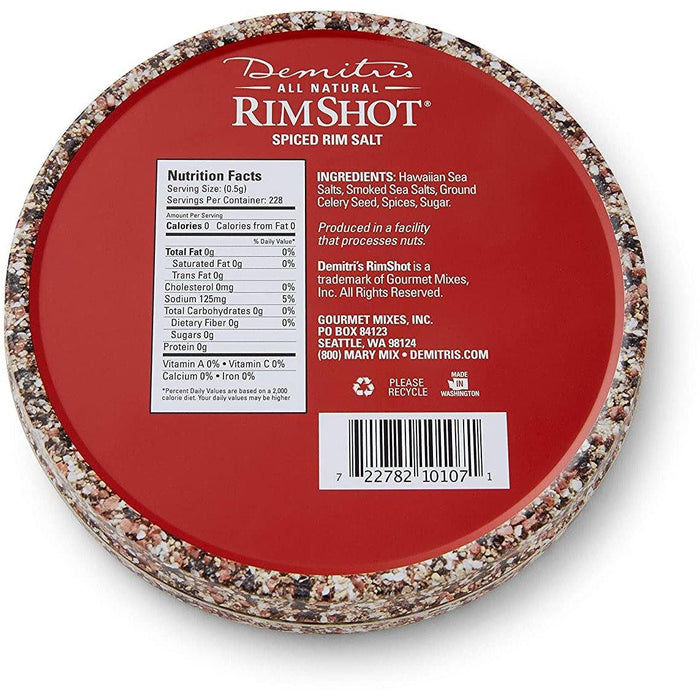 Demitris
ALL NATURAL
RIMSHOT®
SPICED RIM SALT
Nutrition Facts
Serving Size: (0.5g)
Servings Per Container: 228
Amount Per Serving
Calories 0 Calories from Fat 0
% Daily Value*
Total Fat 0g 0%
Saturated Fat 0g 0%
Trans Fat 0g
Cholesterol 0mg 0%
Sodium 125mg 5%
Total Carbohydrates 0g 0%
Dietary Fiber 0g 0%
Sugars 0g
Protein 0g
Vitamin A 0% • Vitamin C 0%
Calcium 0% • Iron 0%
*Percent Daily Values are based on a 2,000
calorie diet. Your daily values may be higher
INGREDIENTS: Hawaiian Sea
Salts, Smoked Sea Salts, Ground
Celery Seed, Spices, Sugar.
Produced in a facility
that processes nuts.
Demitri's RimShot is a
trademark of Gourmet Mixes,
Inc. All Rights Reserved.
GOURMET MIXES, INC.
PO BOX 84123
SEATTLE, WA 98124
(800) MARY MIX • DEMITRIS.COM
PLEASE
RECYCLE
MADE
IN
WASHINGTON
7 22782 10107 1